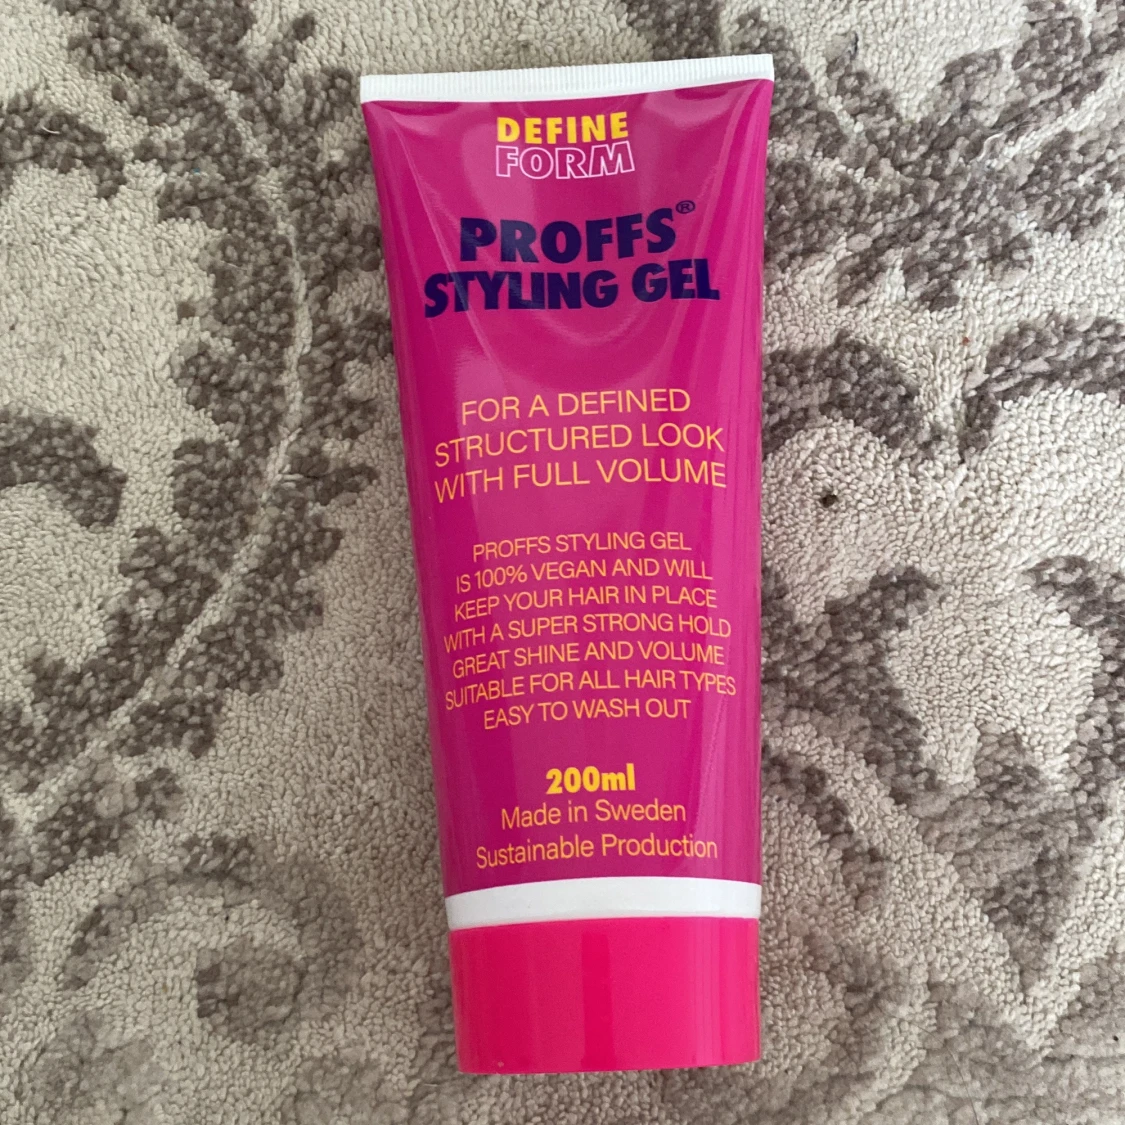 DEFINE
FORM
PROFFS®
STYLING GEL
FOR A DEFINED
STRUCTURED LOOK
WITH FULL VOLUME
PROFFS STYLING GEL
IS 100% VEGAN AND WILL
KEEP YOUR HAIR IN PLACE
WITH A SUPER STRONG HOLD
GREAT SHINE AND VOLUME
SUITABLE FOR ALL HAIR TYPES
EASY TO WASH OUT
200ml
Made in Sweden
Sustainable Production